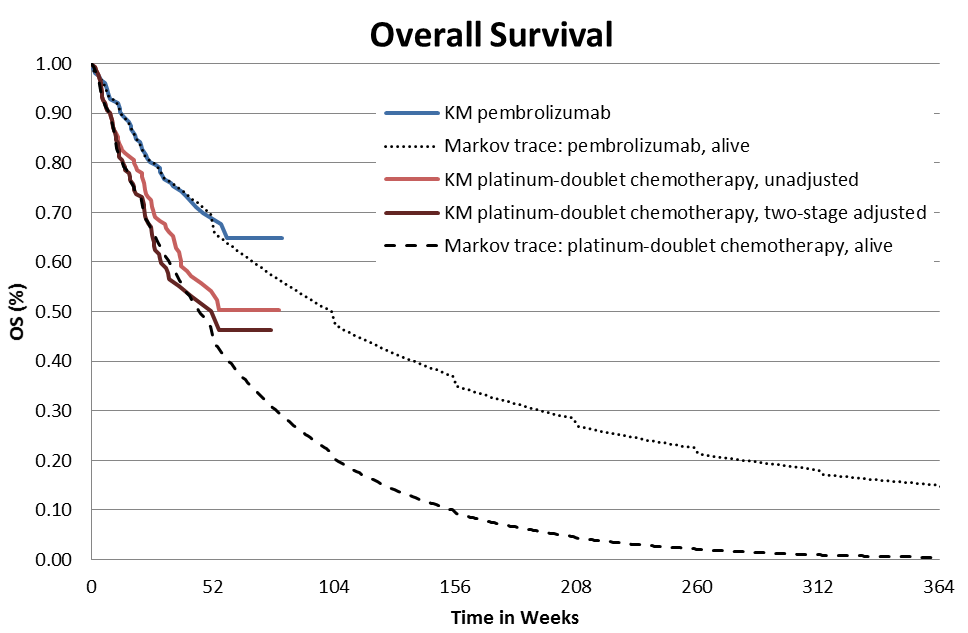 Overall Survival
1.00
0.90
0.80
0.70
0.60
0.50
0.40
0.30
0.20
0.10
0.00
OS (%)
KM pembrolizumab
Markov trace: pembrolizumab, alive
KM platinum-doublet chemotherapy, unadjusted
KM platinum-doublet chemotherapy, two-stage adjusted
Markov trace: platinum-doublet chemotherapy, alive
0 52 104 156 208 260 312 364
Time in Weeks